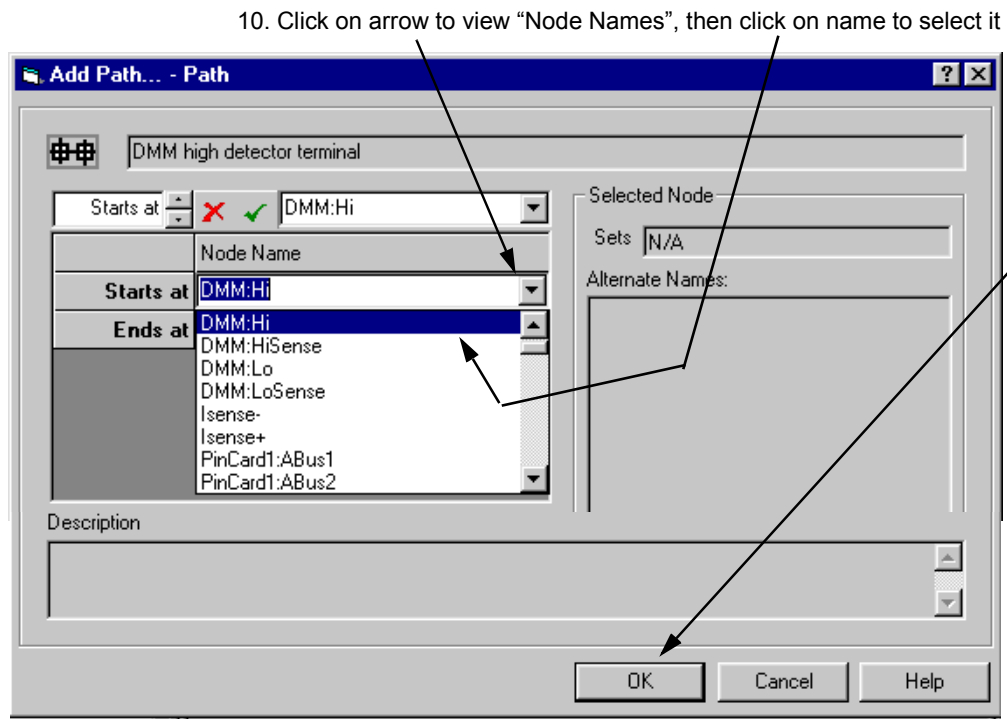 10. Click on arrow to view “Node Names”, then click on name to select it
Add Path... - Path
DMM high detector terminal
Starts at DMM:Hi
Node Name
Starts at DMM:Hi
Ends at
DMM:Hi
DMM:HiSense
DMM:Lo
DMM:LoSense
Isense-
Isense+
PinCard1:ABus1
PinCard1:ABus2
Selected Node
Sets N/A
Alternate Names:
Description
OK Cancel Help